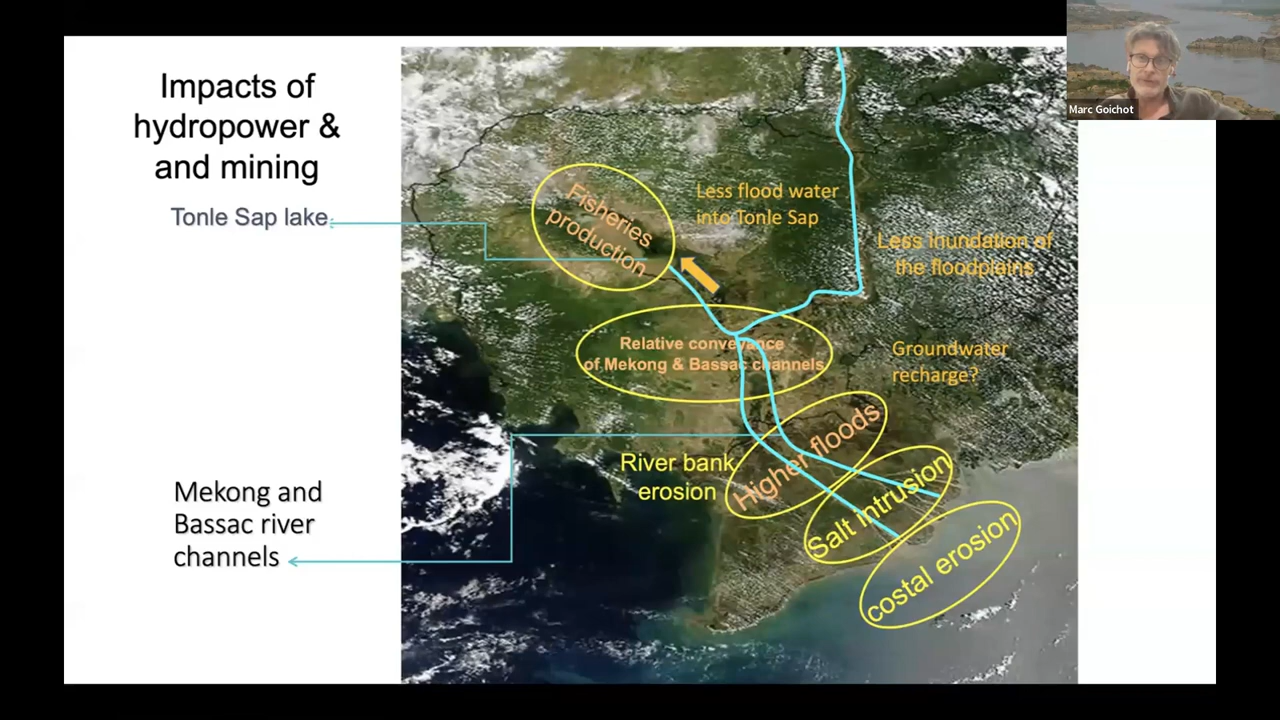 Impacts of
hydropower &
and mining
Tonle Sap lake
Mekong and
Bassac river
channels
Fisheries
production
Less flood water
into Tonle Sap
Less inundation of
the floodplains
Relative conveyance
of Mekong & Bassac channels
Groundwater
recharge?
River bank
erosion
Higher floods
Salt intrusion
costal erosion
Marc Goichot